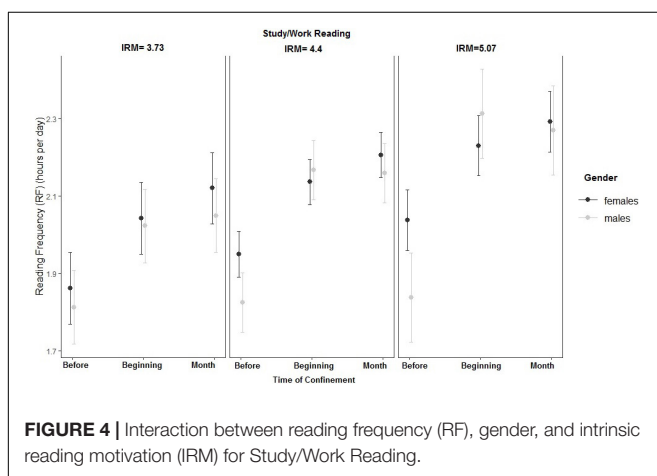 Study/Work Reading
IRM= 3.73
IRM= 4.4
IRM=5.07
Reading Frequency (RF) (hours per day)
2.3
2.1
1.9
1.7
Before
Beginning
Month
Before
Beginning
Month
Before
Beginning
Month
Time of Confinement
Gender
females
males
FIGURE 4 | Interaction between reading frequency (RF), gender, and intrinsic
reading motivation (IRM) for Study/Work Reading.